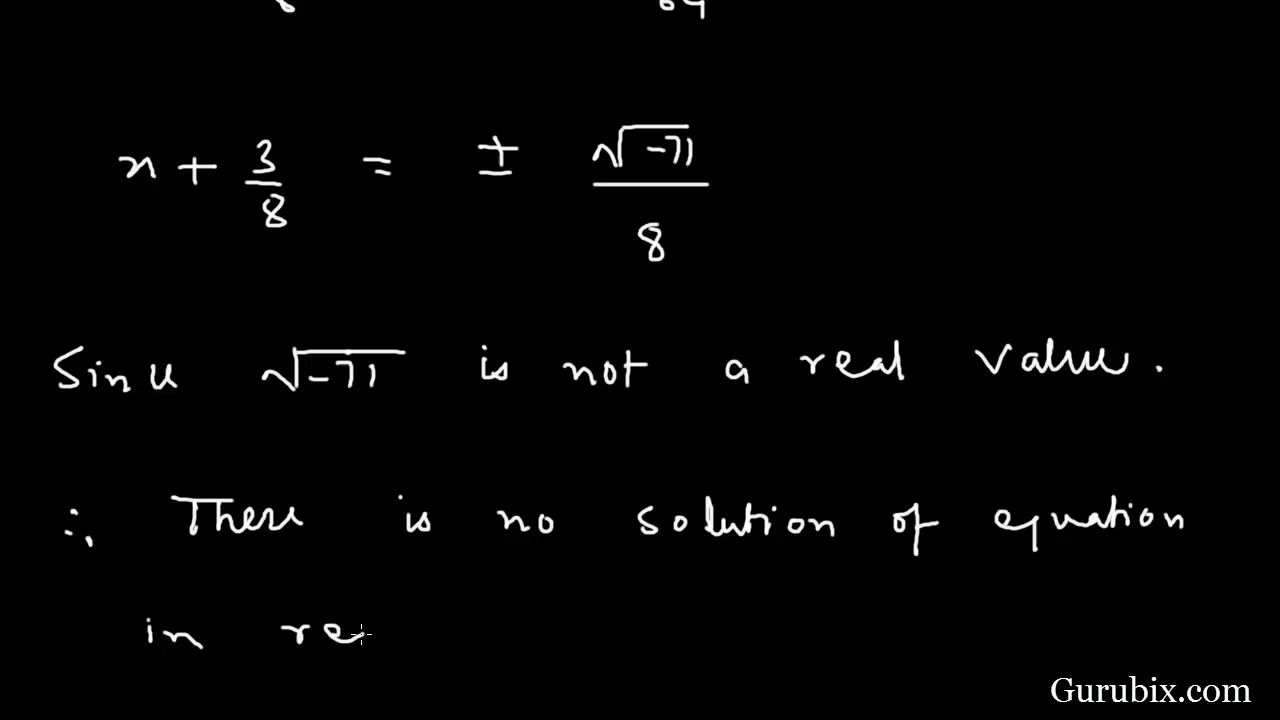 x + 3/8 = ± √-71/8
Since √-71 is not a real value.
∴ There is no solution of equation
in re
Gurubix.com